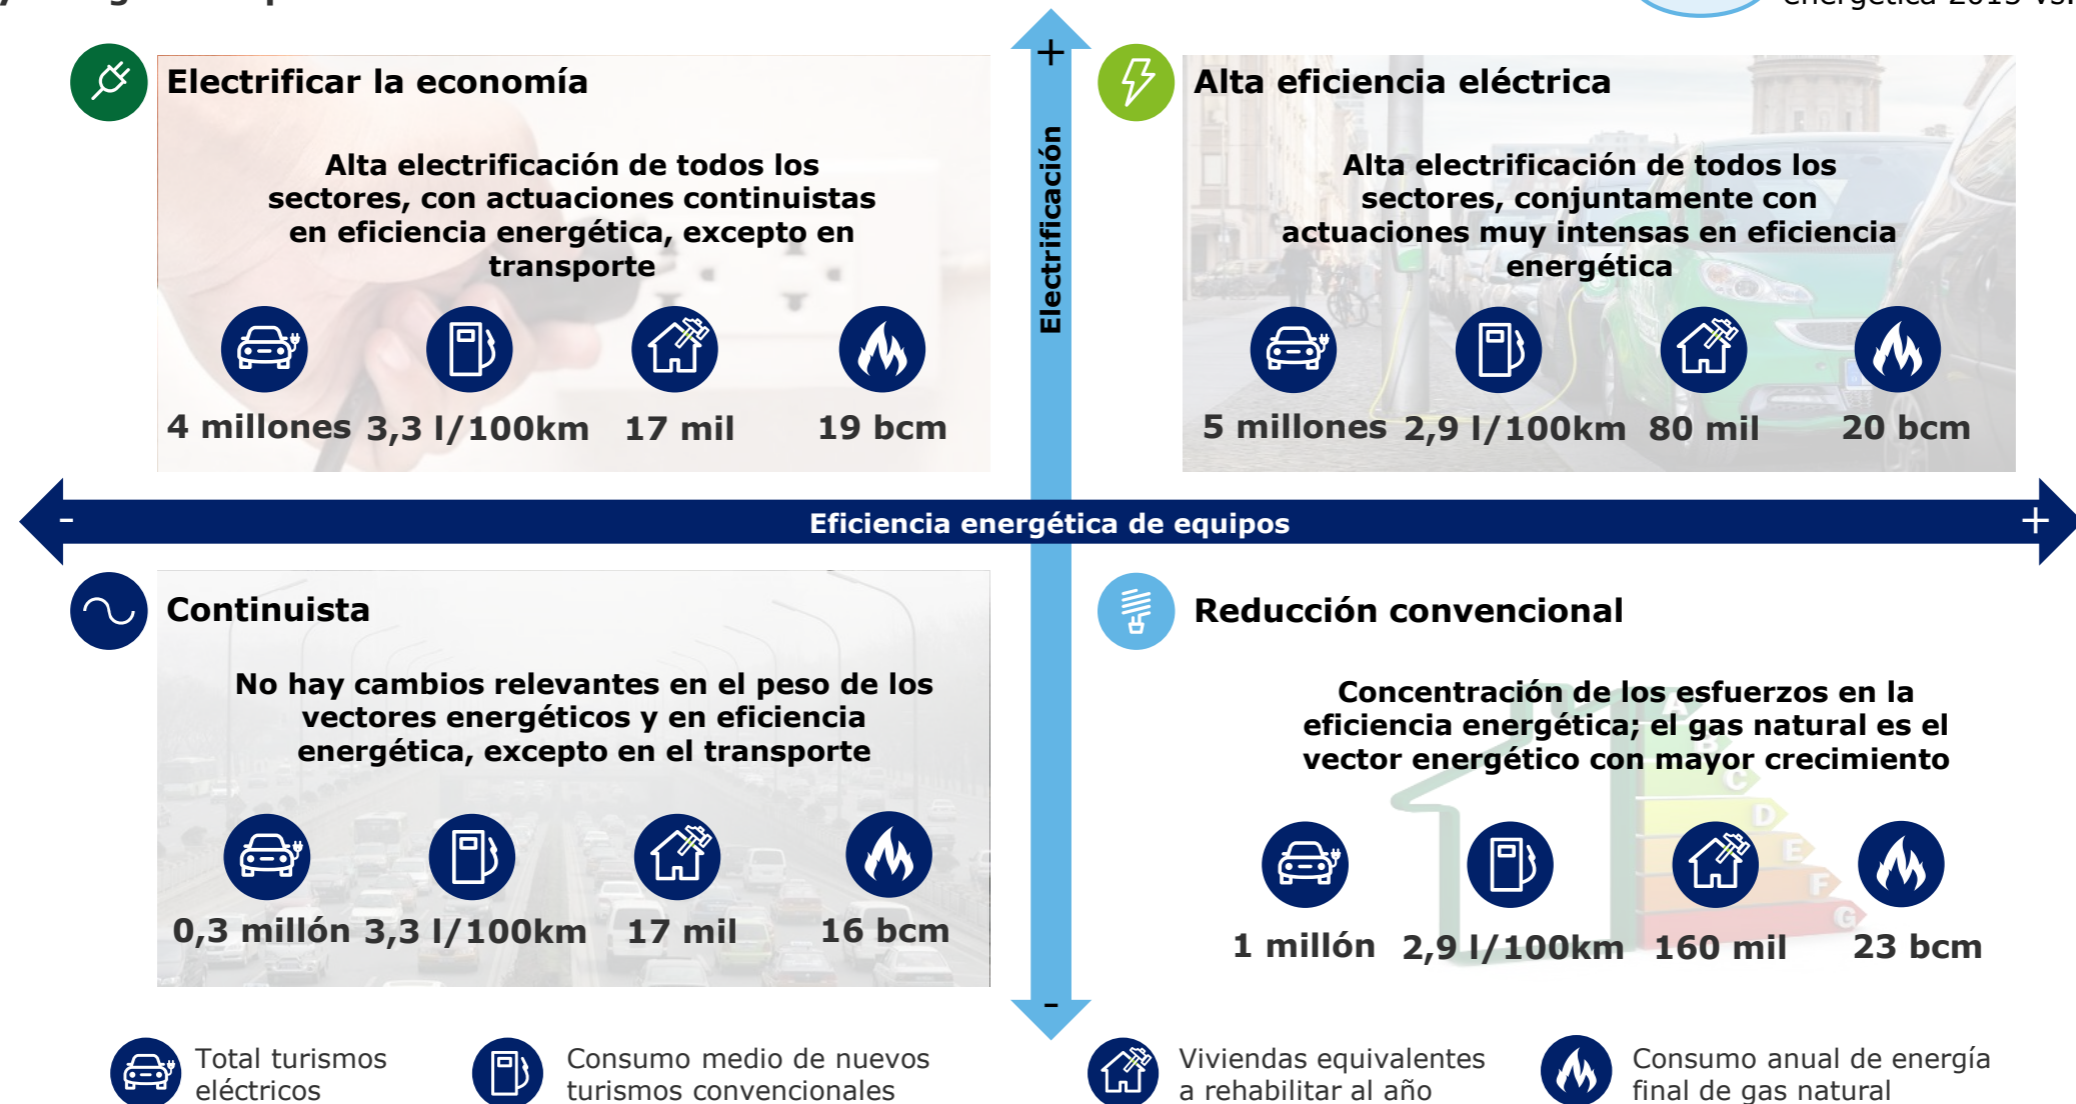 energética 2015 vs.
+
Electrificar la economía
Alta electrificación de todos los
sectores, con actuaciones continuistas
en eficiencia energética, excepto en
transporte
4 millones
3,3 l/100km
17 mil
19 bcm
Electrificación
Alta eficiencia eléctrica
Alta electrificación de todos los
sectores, conjuntamente con
actuaciones muy intensas en eficiencia
energética
5 millones
2,9 l/100km
80 mil
20 bcm
-
Eficiencia energética de equipos
+
Continuista
No hay cambios relevantes en el peso de los
vectores energéticos y en eficiencia
energética, excepto en el transporte
0,3 millón
3,3 l/100km
17 mil
16 bcm
Reducción convencional
Concentración de los esfuerzos en la
eficiencia energética; el gas natural es el
vector energético con mayor crecimiento
A
B
C
D
E
F
G
1 millón
2,9 l/100km
160 mil
23 bcm
-
Total turismos
eléctricos
Consumo medio de nuevos
turismos convencionales
Viviendas equivalentes
a rehabilitar al año
Consumo anual de energía
final de gas natural